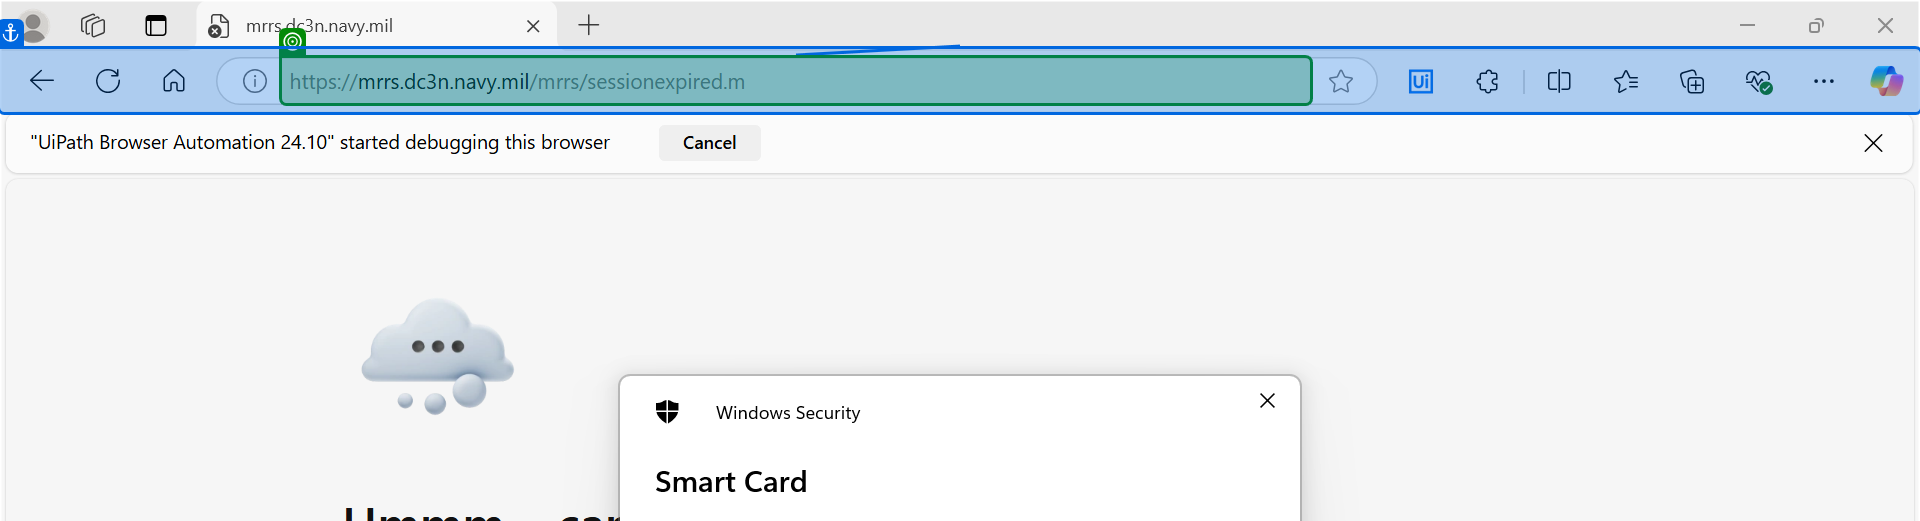 mrrs.dc3n.navy.mil
https://mrrs.dc3n.navy.mil/mrrs/sessionexpired.m
Ui
"UiPath Browser Automation 24.10" started debugging this browser
Cancel
Windows Security
Smart Card